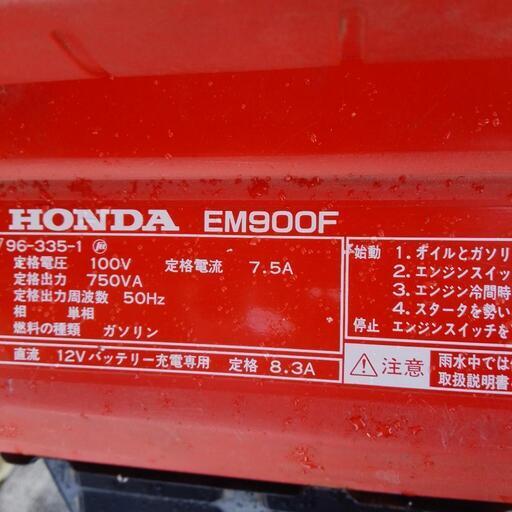 HONDA EM900F
796-335-1
定格電圧 100V 定格電流 7.5A
定格出力 750VA
定格出力周波数 50Hz
相 単相
燃料の種類 ガソリン
直流 12Vバッテリー充電専用 定格 8.3A
始動 1. オイルとガソリ
2. エンジンスイッ
3. エンジン冷間時
4. スタータを勢い
停止 エンジンスイッチを
注意 雨水中では
取扱説明書